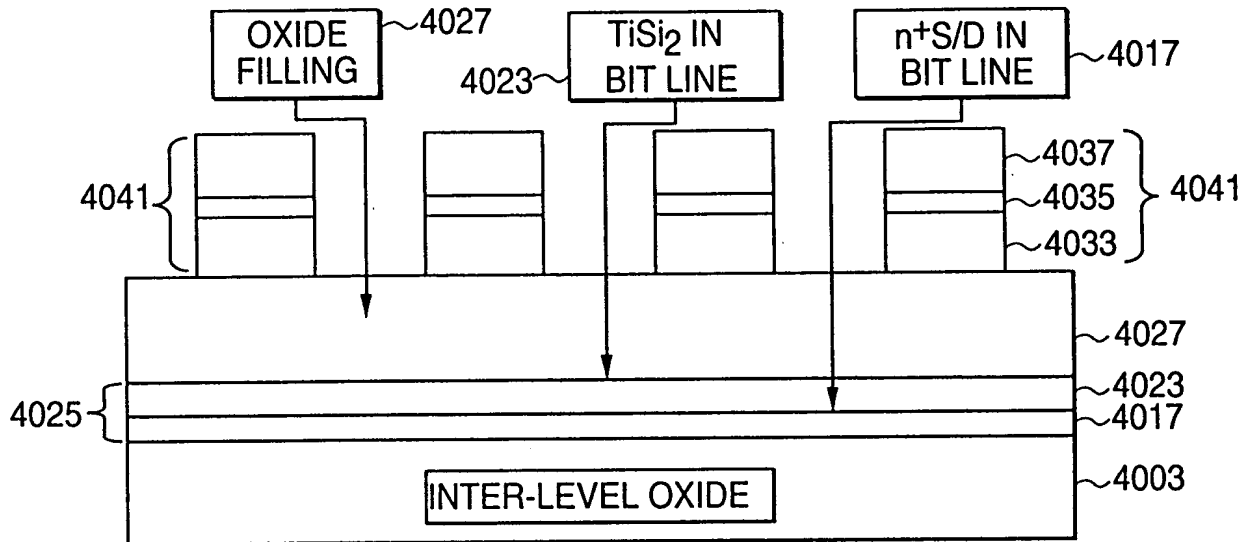 OXIDE
FILLING
4027
TiSi2 IN
BIT LINE
4023
n+S/D IN
BIT LINE
4017
4041
4037
4035
4033
4041
4027
4023
4025
4017
4003
INTER-LEVEL OXIDE